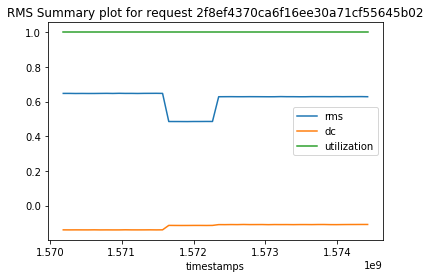 RMS Summary plot for request 2f8ef4370ca6f16ee30a71cf55645b02
1.0
0.8
0.6
0.4
0.2
0.0
rms
dc
utilization
1.570 1.571 1.572 1.573 1.574
1e9
timestamps